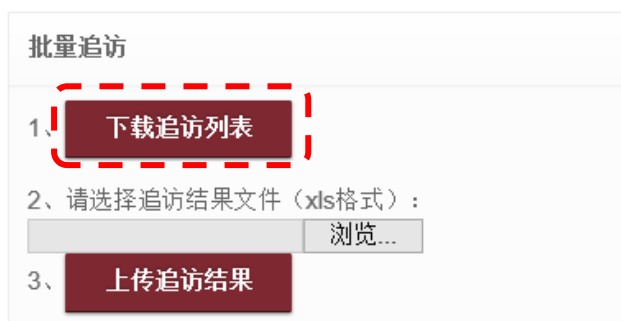 批量追访
1、 下载追访列表
2、请选择追访结果文件（xls格式）:
浏览...
3、 上传追访结果